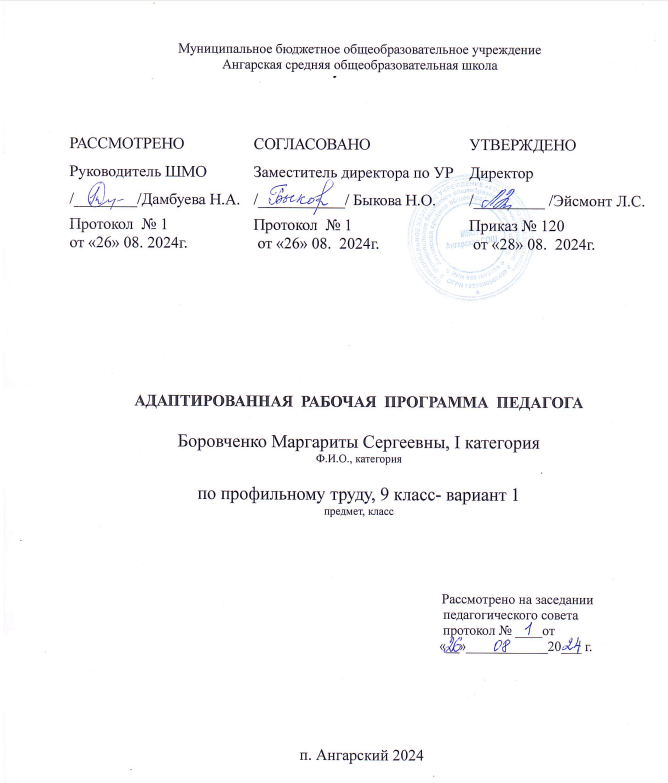 Муниципальное бюджетное общеобразовательное учреждение
Ангарская средняя общеобразовательная школа
РАССМОТРЕНО СОГЛАСОВАНО УТВЕРЖДЕНО
Руководитель ШМО Заместитель директора по УР Директор
/________/Дамбуева Н.А. /Быкова/ Быкова Н.О. /_________/Эйсмонт Л.С.
Протокол № 1 Протокол № 1 Приказ № 120
от «26» 08. 2024г. от «26» 08. 2024г. от «28» 08. 2024г.
АДАПТИРОВАННАЯ РАБОЧАЯ ПРОГРАММА ПЕДАГОГА
Боровченко Маргариты Сергеевны, I категория
Ф.И.О., категория
по профильному труду, 9 класс- вариант 1
предмет, класс
Рассмотрено на заседании
педагогического совета
протокол № 1 от
«26» 08 2024 г.
п. Ангарский 2024